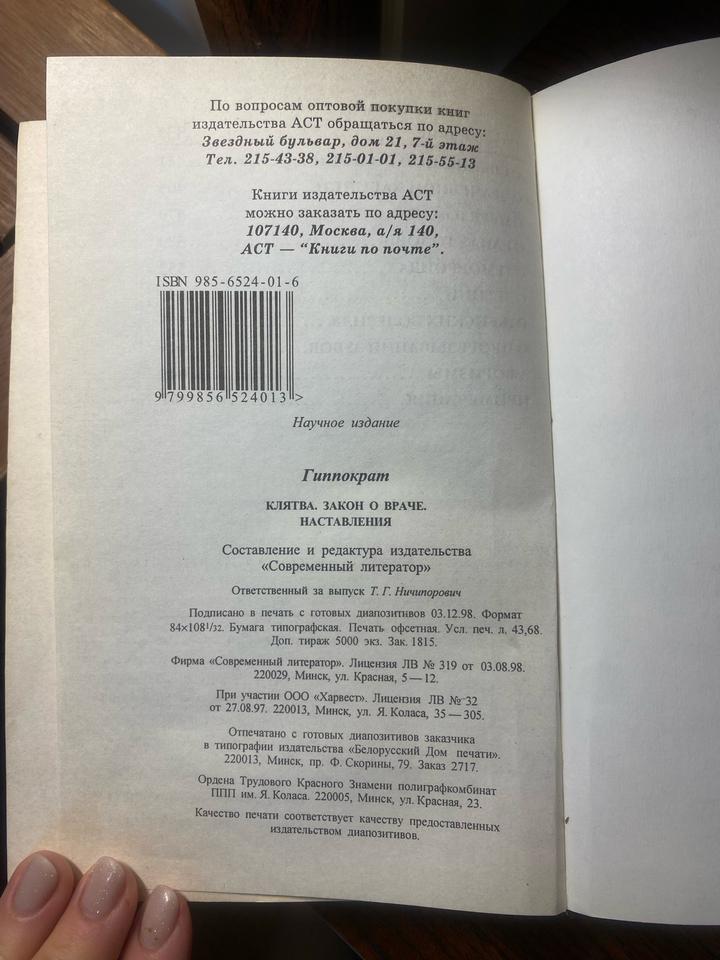 По вопросам оптовой покупки книг
издательства АСТ обращаться по адресу:
Звездный бульвар, дом 21, 7-й этаж
Тел. 215-43-38, 215-01-01, 215-55-13
Книги издательства АСТ
можно заказать по адресу:
107140, Москва, а/я 140,
АСТ — “Книги по почте”.
ISBN 985-6524-01-6
9 799856 524013 >
Научное издание
Гиппократ
КЛЯТВА. ЗАКОН О ВРАЧЕ.
НАСТАВЛЕНИЯ
Составление и редактура издательства
«Современный литератор»
Ответственный за выпуск Т. Г. Ничипорович
Подписано в печать с готовых диапозитивов 03.12.98. Формат
84×108¹/₃₂. Бумага типографская. Печать офсетная. Усл. печ. л. 43,68.
Доп. тираж 5000 экз. Зак. 1815.
Фирма «Современный литератор». Лицензия ЛВ № 319 от 03.08.98.
220029, Минск, ул. Красная, 5—12.
При участии ООО «Харвест». Лицензия ЛВ № 32
от 27.08.97. 220013, Минск, ул. Я. Коласа, 35—305.
Отпечатано с готовых диапозитивов заказчика
в типографии издательства «Белорусский Дом печати».
220013, Минск, пр. Ф. Скорины, 79. Заказ 2717.
Ордена Трудового Красного Знамени полиграфкомбинат
ППП им. Я. Коласа. 220005, Минск, ул. Красная, 23.
Качество печати соответствует качеству предоставленных
издательством диапозитивов.